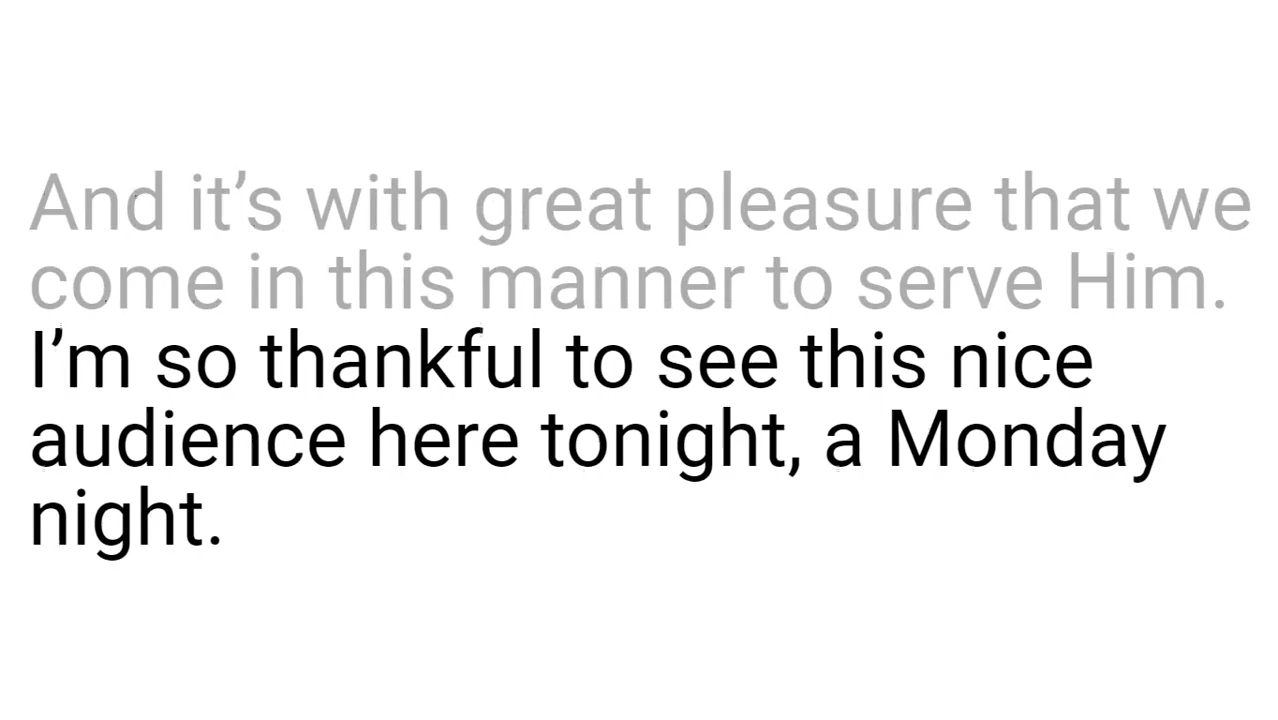 And it’s with great pleasure that we
come in this manner to serve Him.
I’m so thankful to see this nice
audience here tonight, a Monday
night.